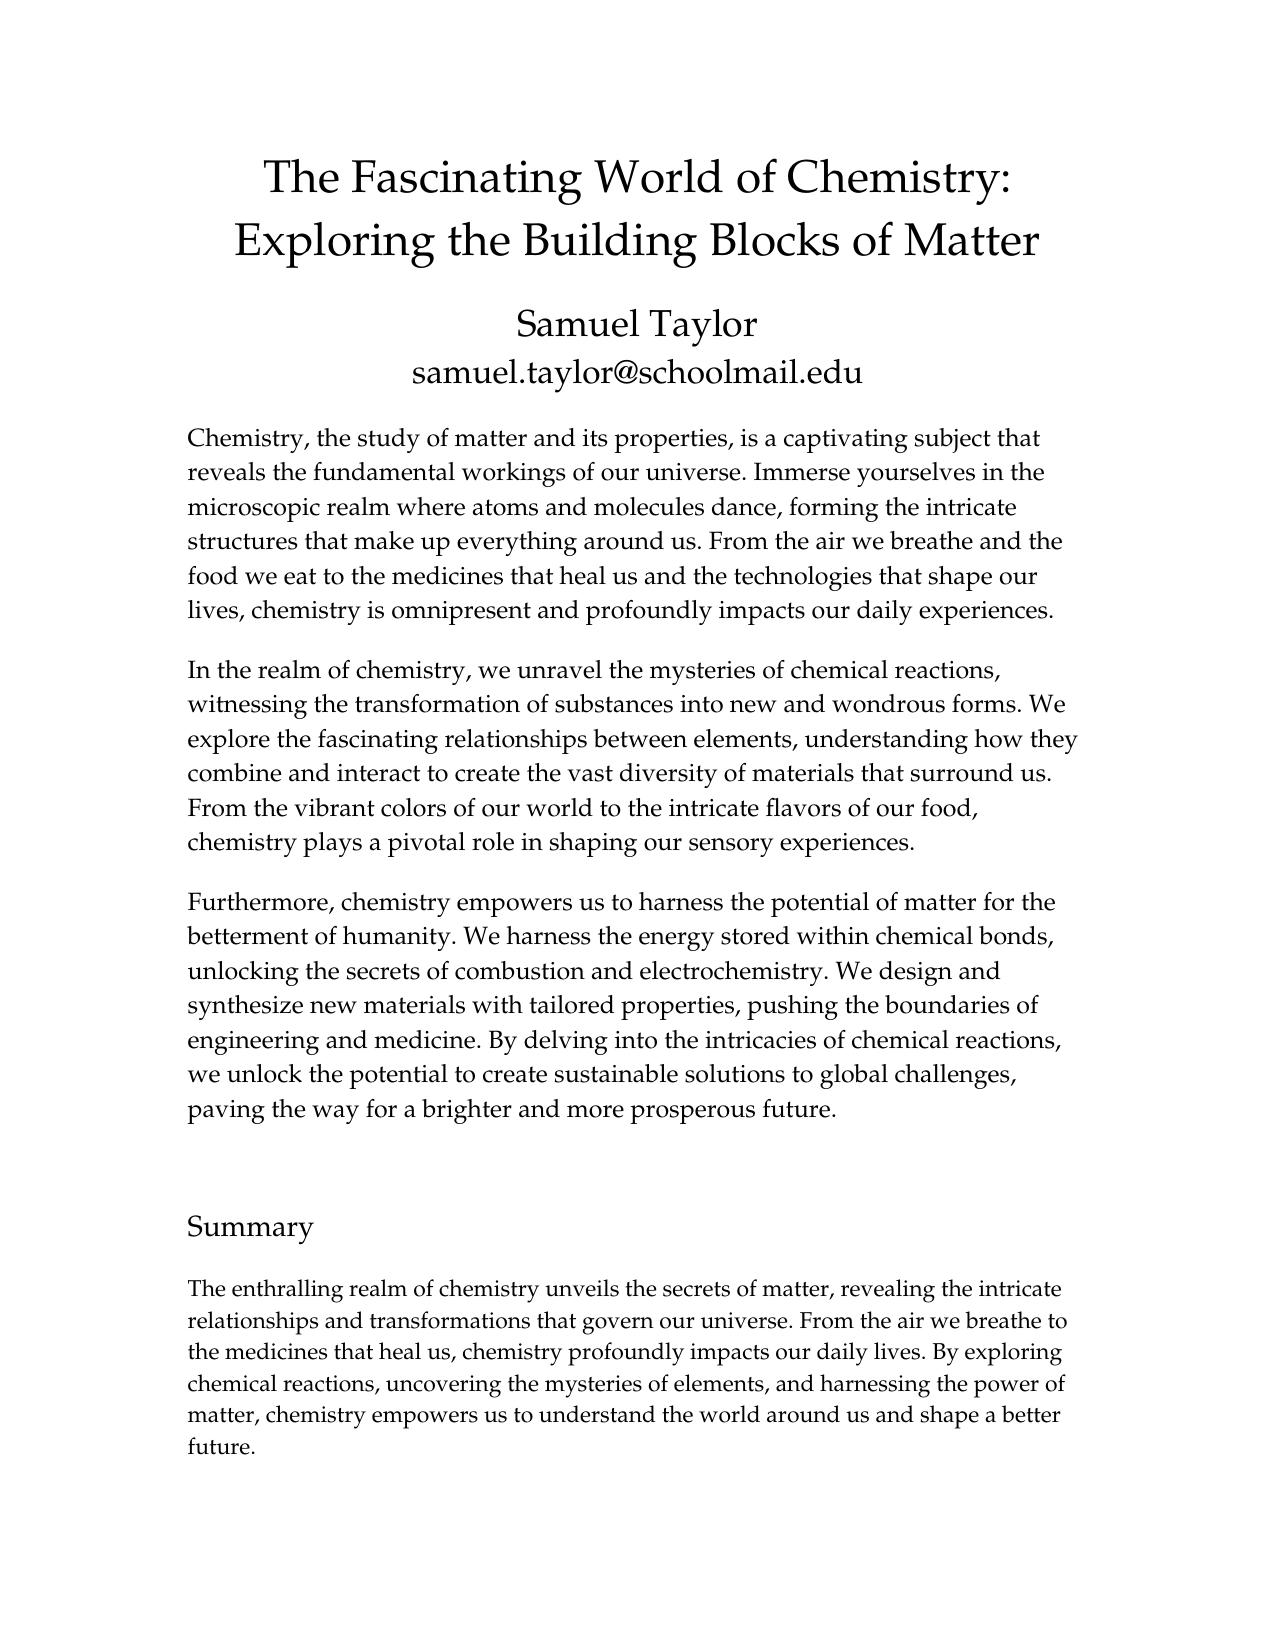 The Fascinating World of Chemistry:
Exploring the Building Blocks of Matter
Samuel Taylor
samuel.taylor@schoolmail.edu
Chemistry, the study of matter and its properties, is a captivating subject that
reveals the fundamental workings of our universe. Immerse yourselves in the
microscopic realm where atoms and molecules dance, forming the intricate
structures that make up everything around us. From the air we breathe and the
food we eat to the medicines that heal us and the technologies that shape our
lives, chemistry is omnipresent and profoundly impacts our daily experiences.
In the realm of chemistry, we unravel the mysteries of chemical reactions,
witnessing the transformation of substances into new and wondrous forms. We
explore the fascinating relationships between elements, understanding how they
combine and interact to create the vast diversity of materials that surround us.
From the vibrant colors of our world to the intricate flavors of our food,
chemistry plays a pivotal role in shaping our sensory experiences.
Furthermore, chemistry empowers us to harness the potential of matter for the
betterment of humanity. We harness the energy stored within chemical bonds,
unlocking the secrets of combustion and electrochemistry. We design and
synthesize new materials with tailored properties, pushing the boundaries of
engineering and medicine. By delving into the intricacies of chemical reactions,
we unlock the potential to create sustainable solutions to global challenges,
paving the way for a brighter and more prosperous future.
Summary
The enthralling realm of chemistry unveils the secrets of matter, revealing the intricate
relationships and transformations that govern our universe. From the air we breathe to
the medicines that heal us, chemistry profoundly impacts our daily lives. By exploring
chemical reactions, uncovering the mysteries of elements, and harnessing the power of
matter, chemistry empowers us to understand the world around us and shape a better
future.